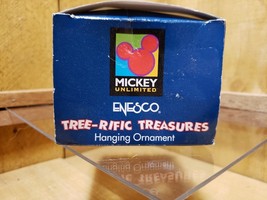 MICKEY
UNLIMITED
ENESCO
TREE-RIFIC TREASURES
Hanging Ornament